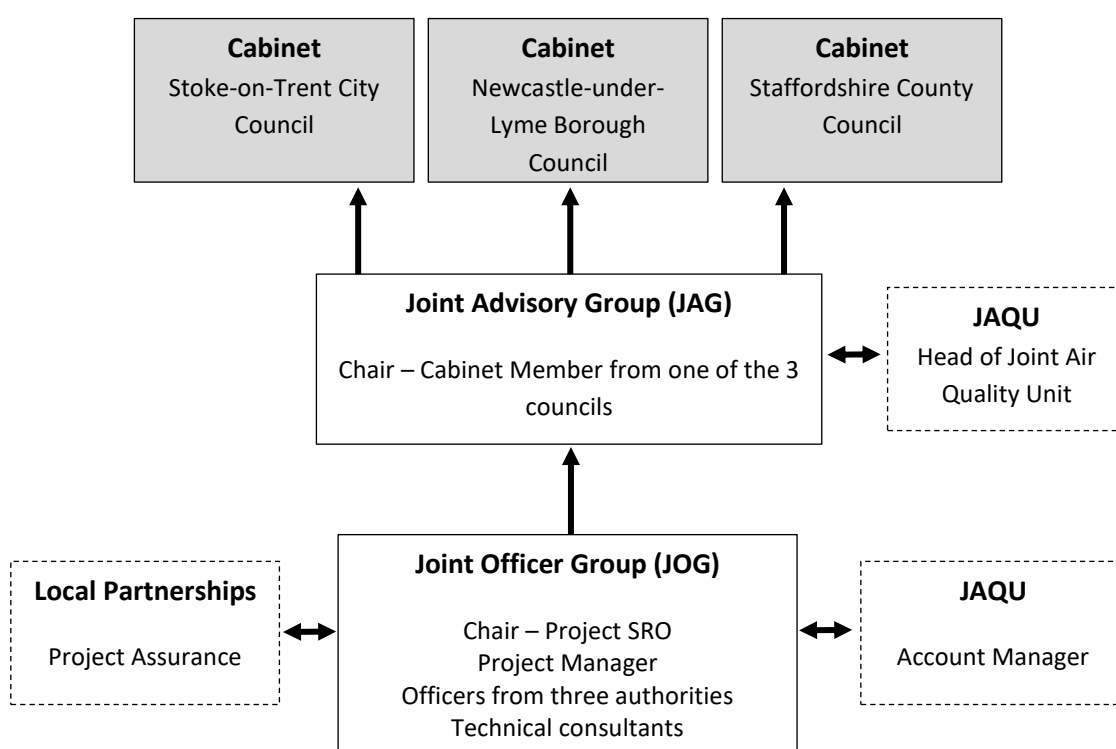 Cabinet
Stoke-on-Trent City
Council
Cabinet
Newcastle-under-
Lyme Borough
Council
Cabinet
Staffordshire County
Council
Joint Advisory Group (JAG)
Chair – Cabinet Member from one of the 3
councils
JAQU
Head of Joint Air
Quality Unit
Local Partnerships
Project Assurance
Joint Officer Group (JOG)
Chair – Project SRO
Project Manager
Officers from three authorities
Technical consultants
JAQU
Account Manager